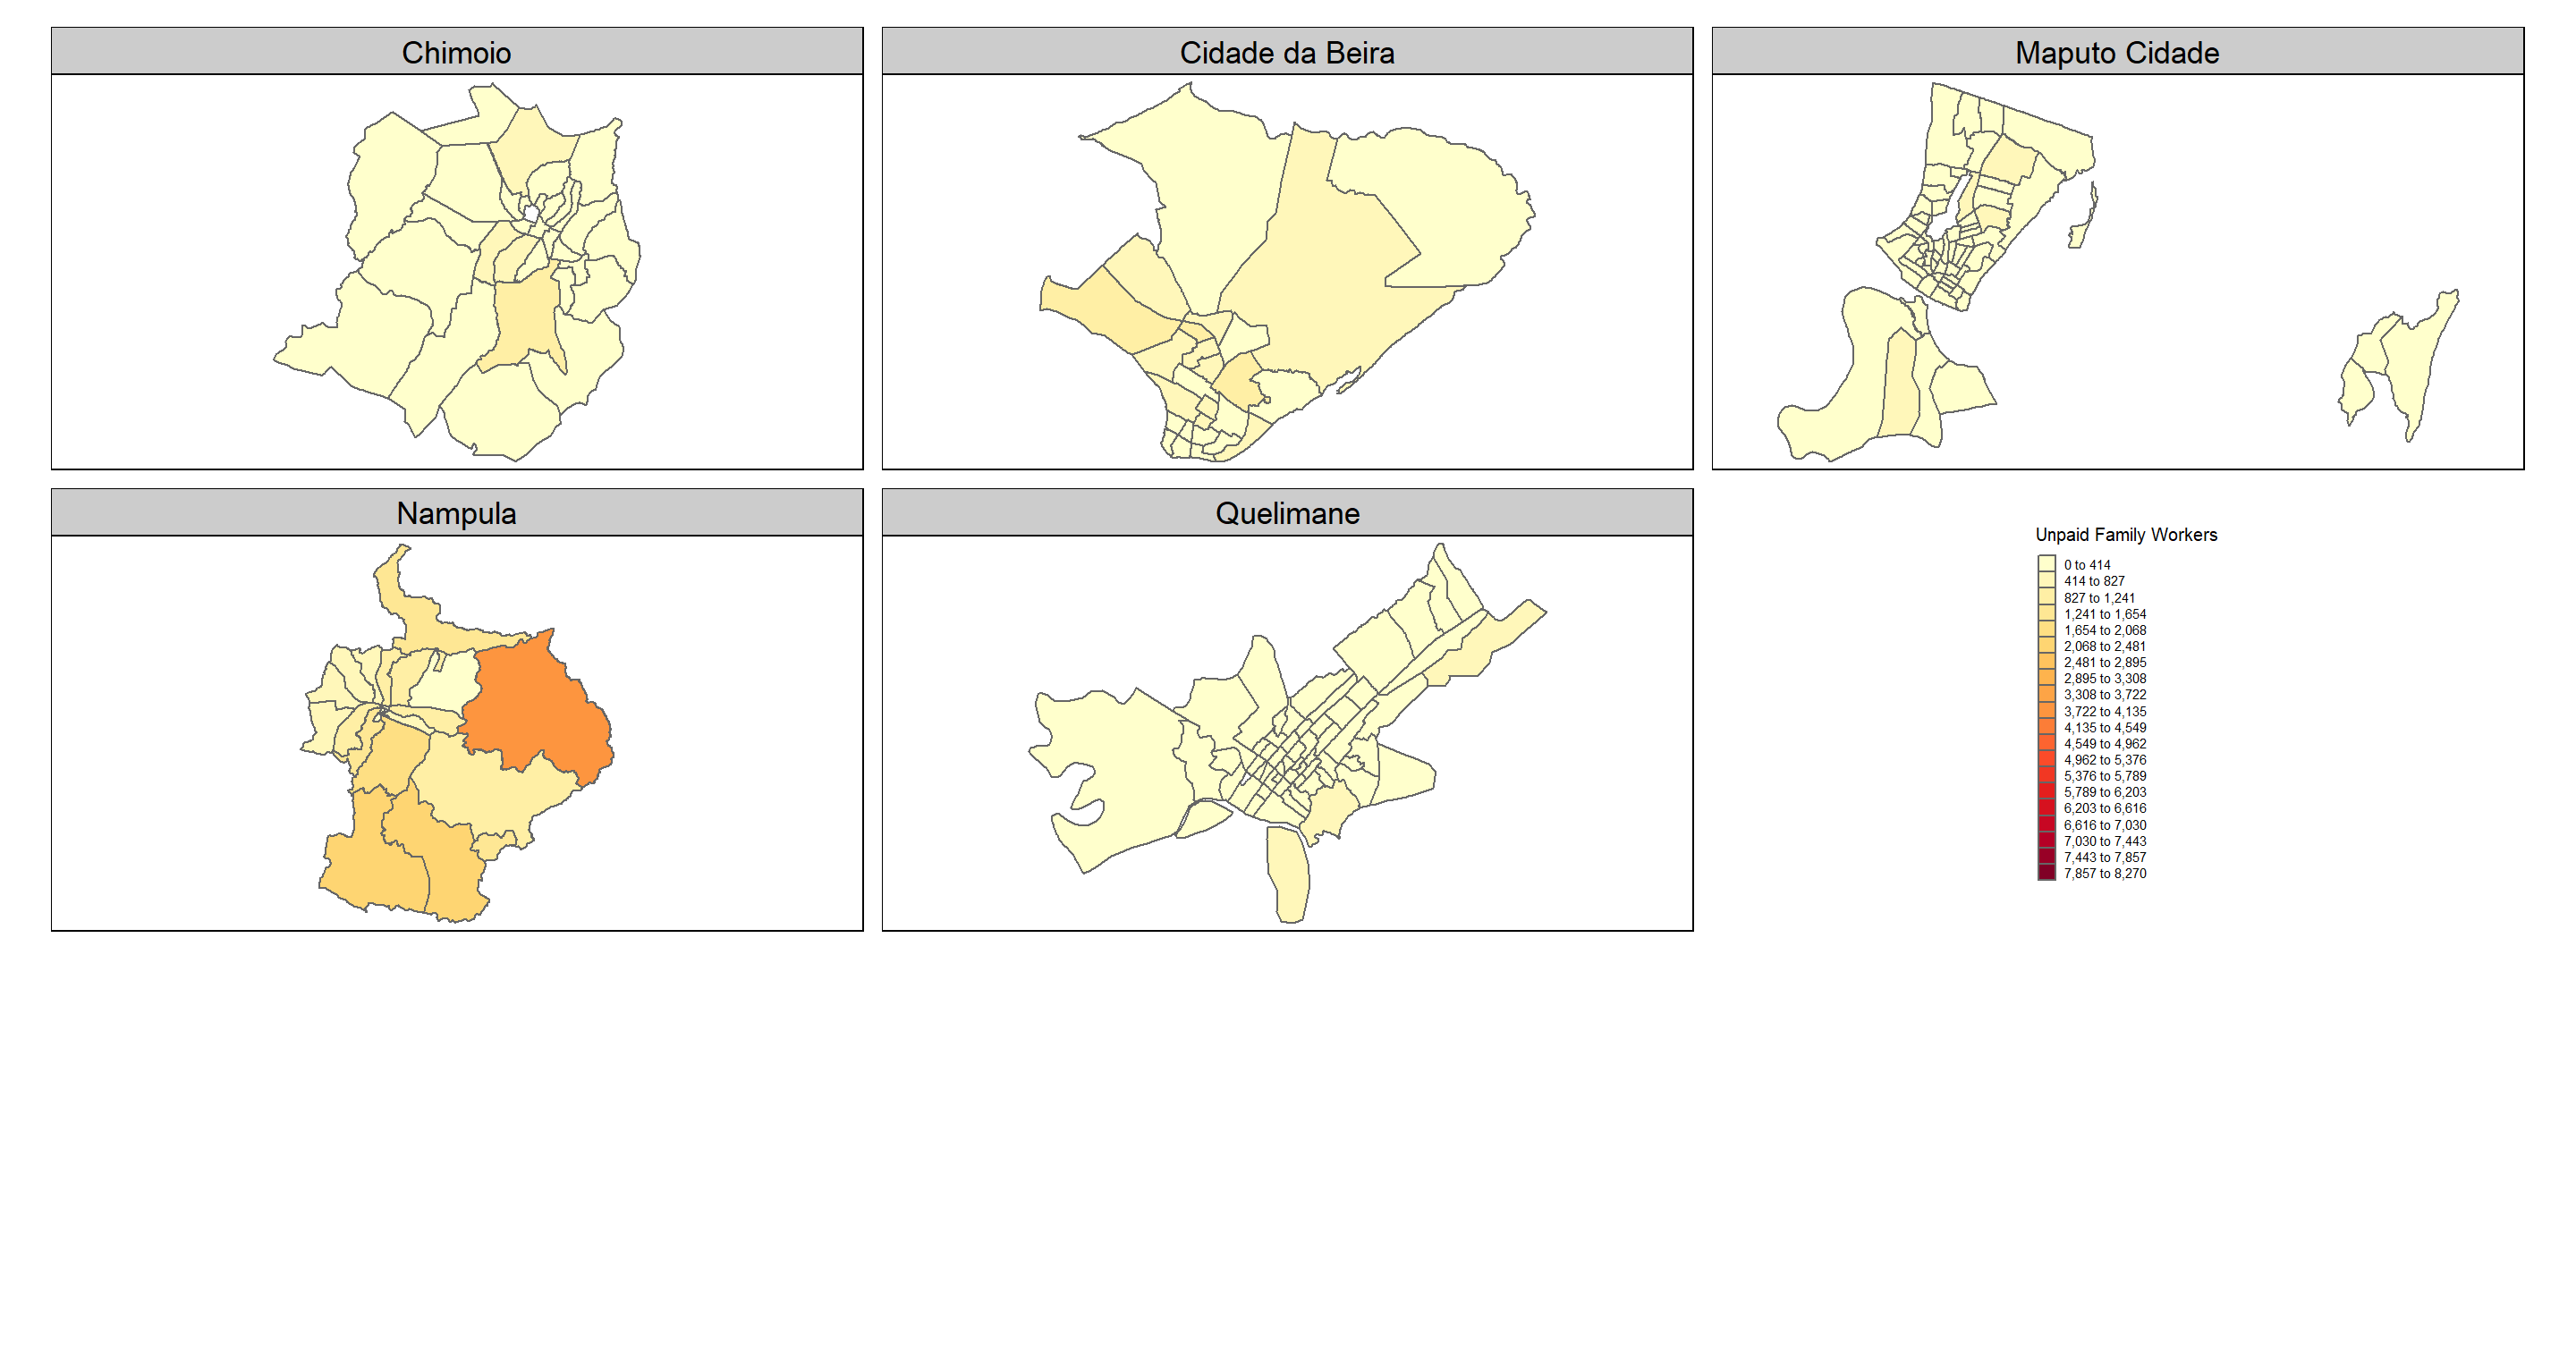 Chimoio
Cidade da Beira
Maputo Cidade
Nampula
Quelimane
Unpaid Family Workers
0 to 414
414 to 827
827 to 1,241
1,241 to 1,654
1,654 to 2,068
2,068 to 2,481
2,481 to 2,895
2,895 to 3,308
3,308 to 3,722
3,722 to 4,135
4,135 to 4,549
4,549 to 4,962
4,962 to 5,376
5,376 to 5,789
5,789 to 6,203
6,203 to 6,616
6,616 to 7,030
7,030 to 7,443
7,443 to 7,857
7,857 to 8,270